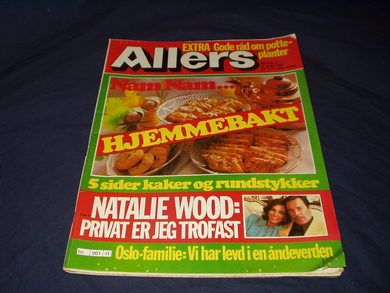 EXTRA Gode råd om potte-
planter
Allers
Nam Nam...
HJEMMEBAKT
5 sider kaker og rundstykker
NATALIE WOOD:
PRIVAT ER JEG TROFAST
Oslo-familie: Vi har levd i en åndeverden